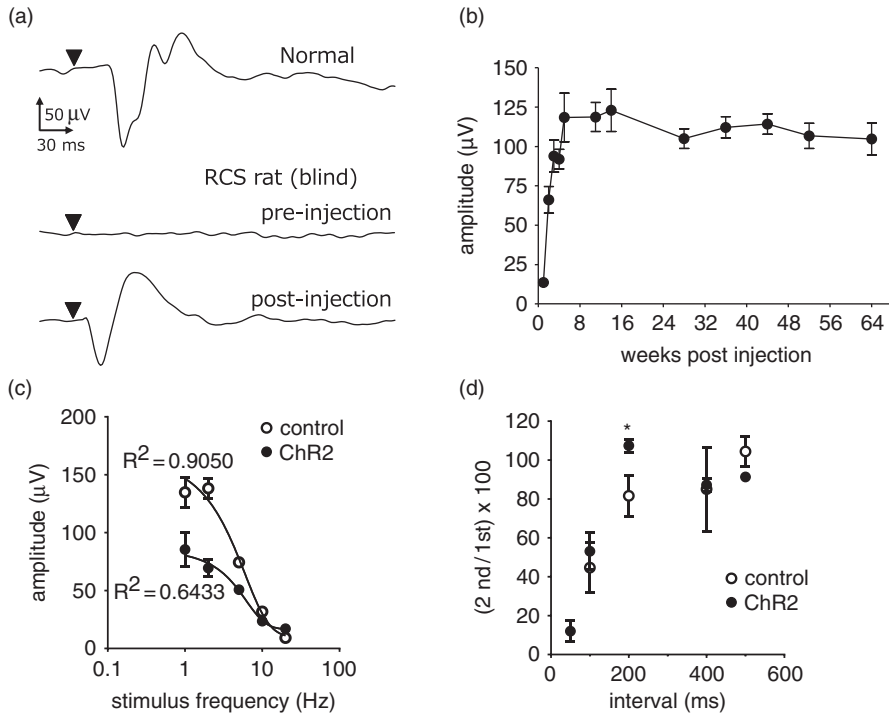 (a)
Normal
50 μV
30 ms
RCS rat (blind)
pre-injection
post-injection
(b)
150
125
100
75
50
25
0
amplitude (μV)
0 8 16 24 32 40 48 56 64
weeks post injection
(c)
200
150
100
50
0
amplitude (μV)
control
ChR2
R² = 0.9050
R² = 0.6433
0.1 1 10 100
stimulus frequency (Hz)
(d)
120
100
80
60
40
20
0
(2 nd / 1st) x 100
*
control
ChR2
0 200 400 600
interval (ms)